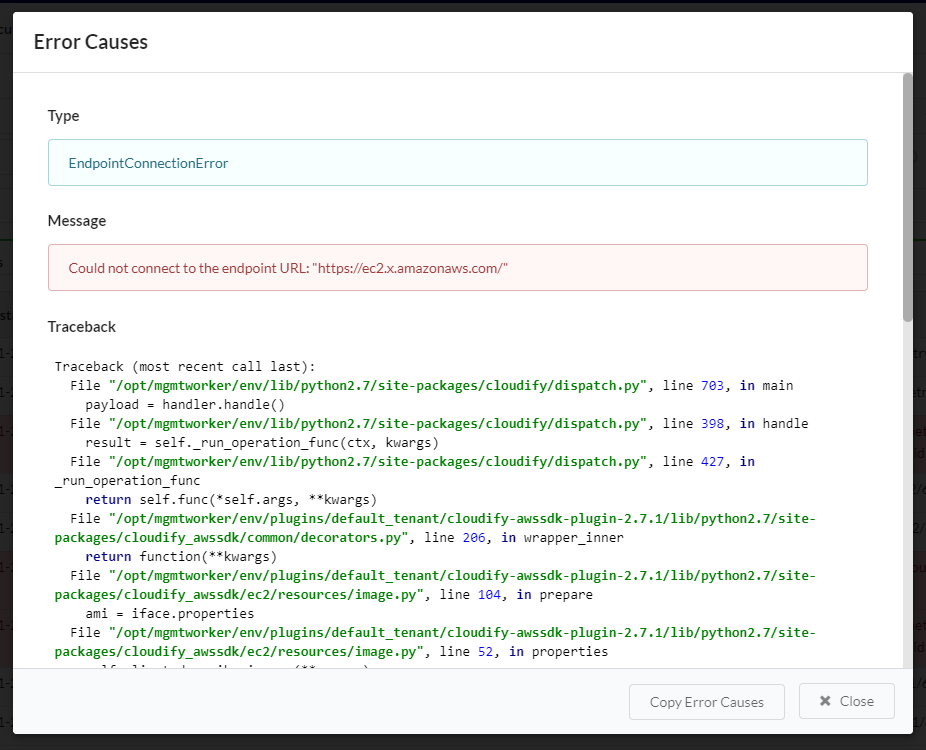 Error Causes
Type
EndpointConnectionError
Message
Could not connect to the endpoint URL: "https://ec2.x.amazonaws.com/"
Traceback
Traceback (most recent call last):
  File "/opt/mgmtworker/env/lib/python2.7/site-packages/cloudify/dispatch.py", line 703, in main
    payload = handler.handle()
  File "/opt/mgmtworker/env/lib/python2.7/site-packages/cloudify/dispatch.py", line 398, in handle
    result = self._run_operation_func(ctx, kwargs)
  File "/opt/mgmtworker/env/lib/python2.7/site-packages/cloudify/dispatch.py", line 427, in
_run_operation_func
    return self.func(*self.args, **kwargs)
  File "/opt/mgmtworker/env/plugins/default_tenant/cloudify-awssdk-plugin-2.7.1/lib/python2.7/site-
packages/cloudify_awssdk/common/decorators.py", line 206, in wrapper_inner
    return function(**kwargs)
  File "/opt/mgmtworker/env/plugins/default_tenant/cloudify-awssdk-plugin-2.7.1/lib/python2.7/site-
packages/cloudify_awssdk/ec2/resources/image.py", line 104, in prepare
    ami = iface.properties
  File "/opt/mgmtworker/env/plugins/default_tenant/cloudify-awssdk-plugin-2.7.1/lib/python2.7/site-
packages/cloudify_awssdk/ec2/resources/image.py", line 52, in properties
Copy Error Causes
Close